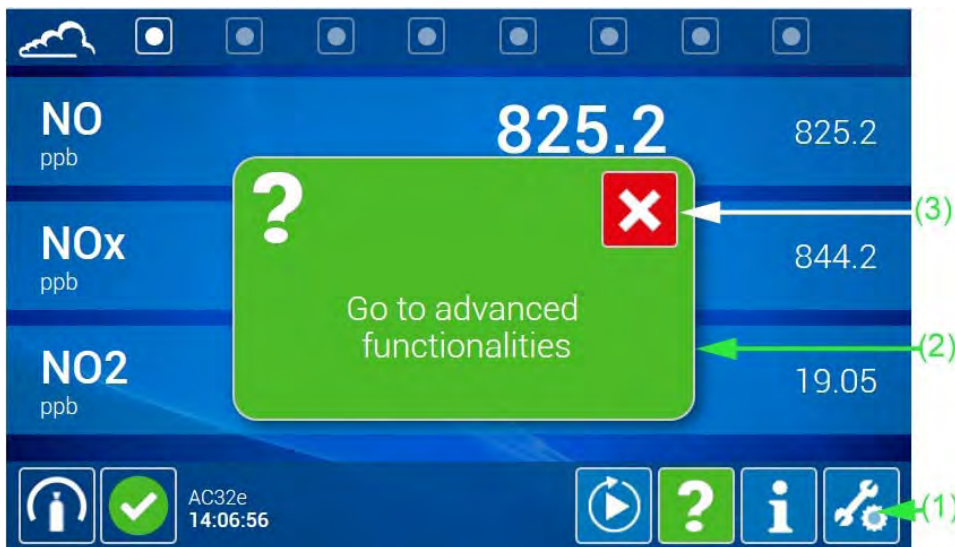 NO
ppb
825.2
825.2
?
(3)
NOx
ppb
844.2
Go to advanced
functionalities
(2)
NO2
ppb
19.05
AC32e
14:06:56
?
i
(1)